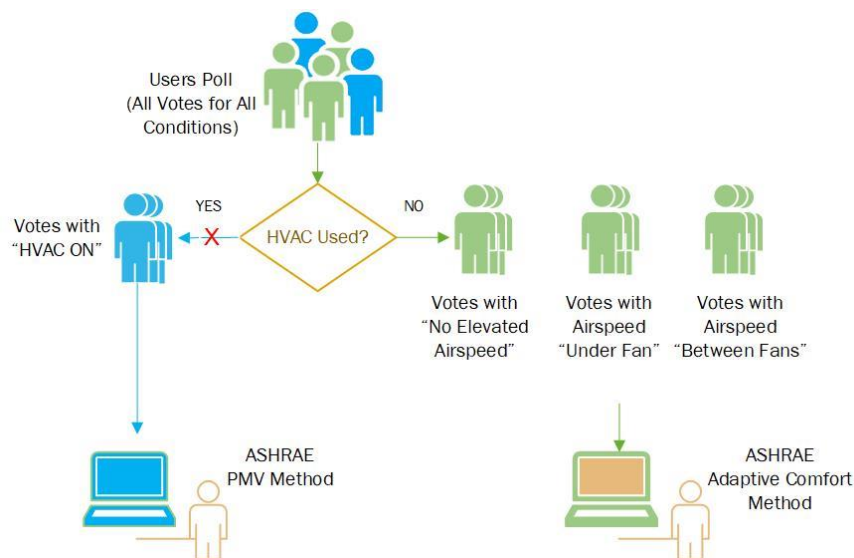 Users Poll
(All Votes for All
Conditions)
YES
NO
HVAC Used?
Votes with
“HVAC ON”
Votes with
“No Elevated
Airspeed”
Votes with
Airspeed
“Under Fan”
Votes with
Airspeed
“Between Fans”
ASHRAE
PMV Method
ASHRAE
Adaptive Comfort
Method